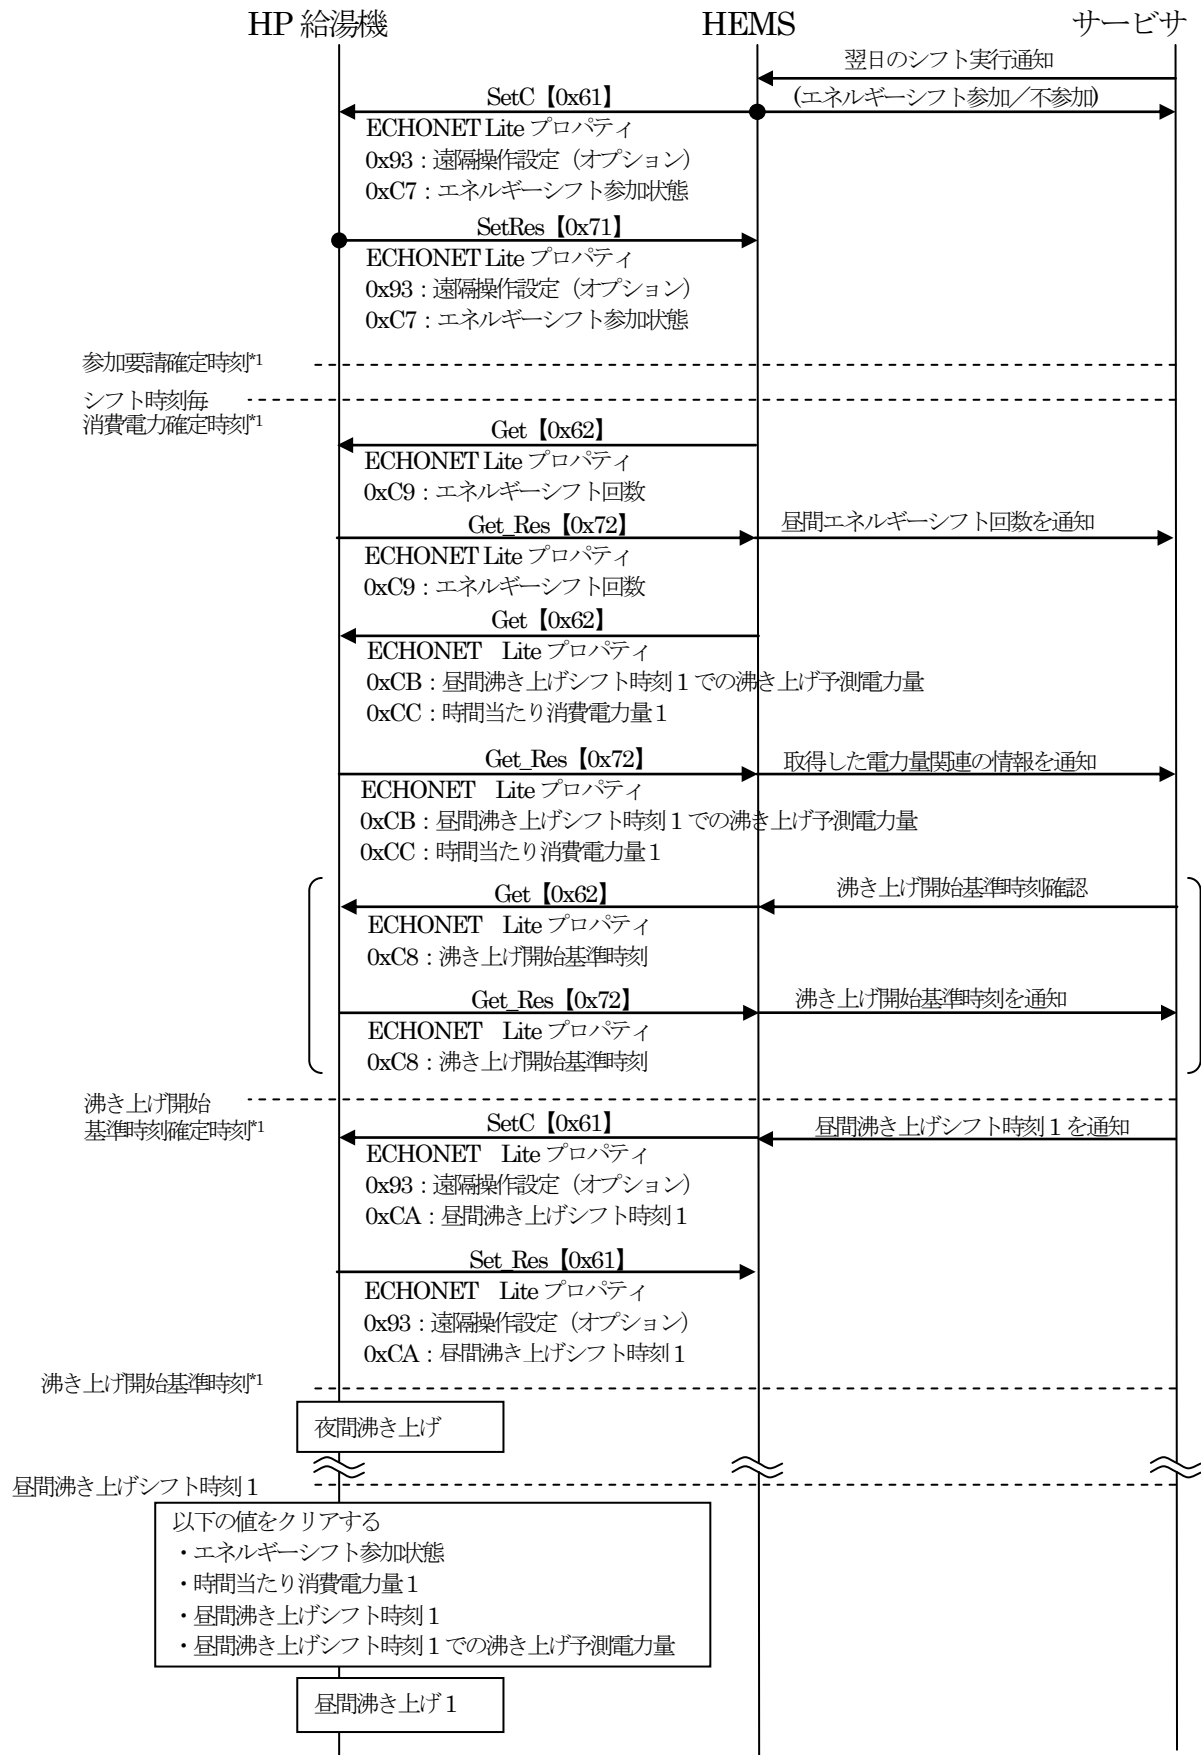 HP 給湯機
HEMS
サービサ
翌日のシフト実行通知
SetC【0x61】
(エネルギーシフト参加／不参加)
ECHONET Lite プロパティ
0x93：遠隔操作設定（オプション）
0xC7：エネルギーシフト参加状態
SetRes【0x71】
ECHONET Lite プロパティ
0x93：遠隔操作設定（オプション）
0xC7：エネルギーシフト参加状態
参加要請確定時刻*1
シフト時刻毎
消費電力確定時刻*1
Get【0x62】
ECHONET Lite プロパティ
0xC9：エネルギーシフト回数
Get_Res【0x72】
昼間エネルギーシフト回数を通知
ECHONET Lite プロパティ
0xC9：エネルギーシフト回数
Get【0x62】
ECHONET　Lite プロパティ
0xCB：昼間沸き上げシフト時刻 1 での沸き上げ予測電力量
0xCC：時間当たり消費電力量 1
Get_Res【0x72】
取得した電力量関連の情報を通知
ECHONET　Lite プロパティ
0xCB：昼間沸き上げシフト時刻 1 での沸き上げ予測電力量
0xCC：時間当たり消費電力量 1
Get【0x62】
沸き上げ開始基準時刻確認
ECHONET　Lite プロパティ
0xC8：沸き上げ開始基準時刻
Get_Res【0x72】
沸き上げ開始基準時刻を通知
ECHONET　Lite プロパティ
0xC8：沸き上げ開始基準時刻
沸き上げ開始
基準時刻確定時刻*1
SetC【0x61】
昼間沸き上げシフト時刻 1 を通知
ECHONET　Lite プロパティ
0x93：遠隔操作設定（オプション）
0xCA：昼間沸き上げシフト時刻 1
Set_Res【0x61】
ECHONET　Lite プロパティ
0x93：遠隔操作設定（オプション）
0xCA：昼間沸き上げシフト時刻 1
沸き上げ開始基準時刻*1
夜間沸き上げ
昼間沸き上げシフト時刻 1
以下の値をクリアする
・エネルギーシフト参加状態
・時間当たり消費電力量 1
・昼間沸き上げシフト時刻 1
・昼間沸き上げシフト時刻 1 での沸き上げ予測電力量
昼間沸き上げ 1